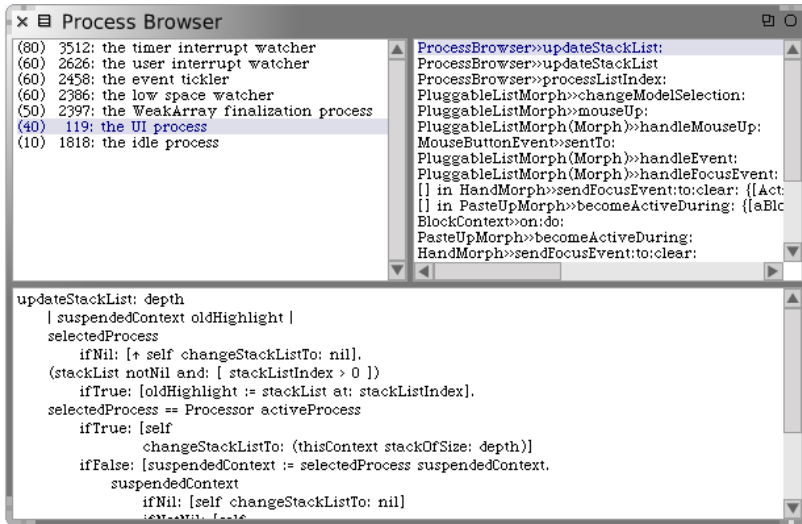 Process Browser
(80) 3512: the timer interrupt watcher
(60) 2626: the user interrupt watcher
(60) 2458: the event tickler
(60) 2386: the low space watcher
(50) 2397: the WeakArray finalization process
(40) 119: the UI process
(10) 1818: the idle process
ProcessBrowser»updateStackList:
ProcessBrowser»updateStackList
ProcessBrowser»processListIndex:
PluggableListMorph»changeModelSelection:
PluggableListMorph»mouseUp:
PluggableListMorph(Morph)»handleMouseUp:
MouseButtonEvent»sentTo:
PluggableListMorph(Morph)»handleEvent:
PluggableListMorph(Morph)»handleFocusEvent:
[] in HandMorph»sendFocusEvent:to:clear: {[Act
[] in PasteUpMorph»becomeActiveDuring: {[aBlo
BlockContext»on:do:
PasteUpMorph»becomeActiveDuring:
HandMorph»sendFocusEvent:to:clear:
updateStackList: depth
| suspendedContext oldHighlight |
selectedProcess
ifNil: [↑ self changeStackListTo: nil].
(stackList notNil and: [ stackListIndex > 0 ])
ifTrue: [oldHighlight := stackList at: stackListIndex].
selectedProcess == Processor activeProcess
ifTrue: [self
changeStackListTo: (thisContext stackOfSize: depth)]
ifFalse: [suspendedContext := selectedProcess suspendedContext.
suspendedContext
ifNil: [self changeStackListTo: nil]
ifNotNil: [self